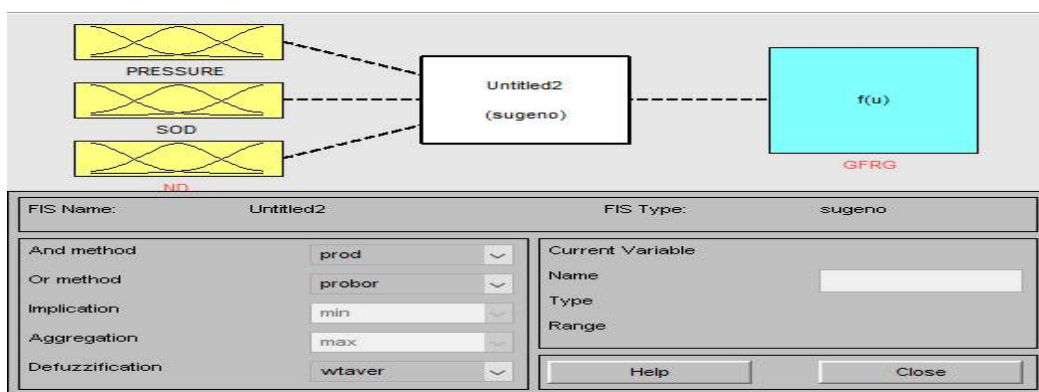 PRESSURE
SOD
ND
Untitled2
(sugeno)
f(u)
GFRG
FIS Name: Untitled2 FIS Type: sugeno
And method prod
Or method probor
Implication min
Aggregation max
Defuzzification wtaver
Current Variable
Name
Type
Range
Help Close